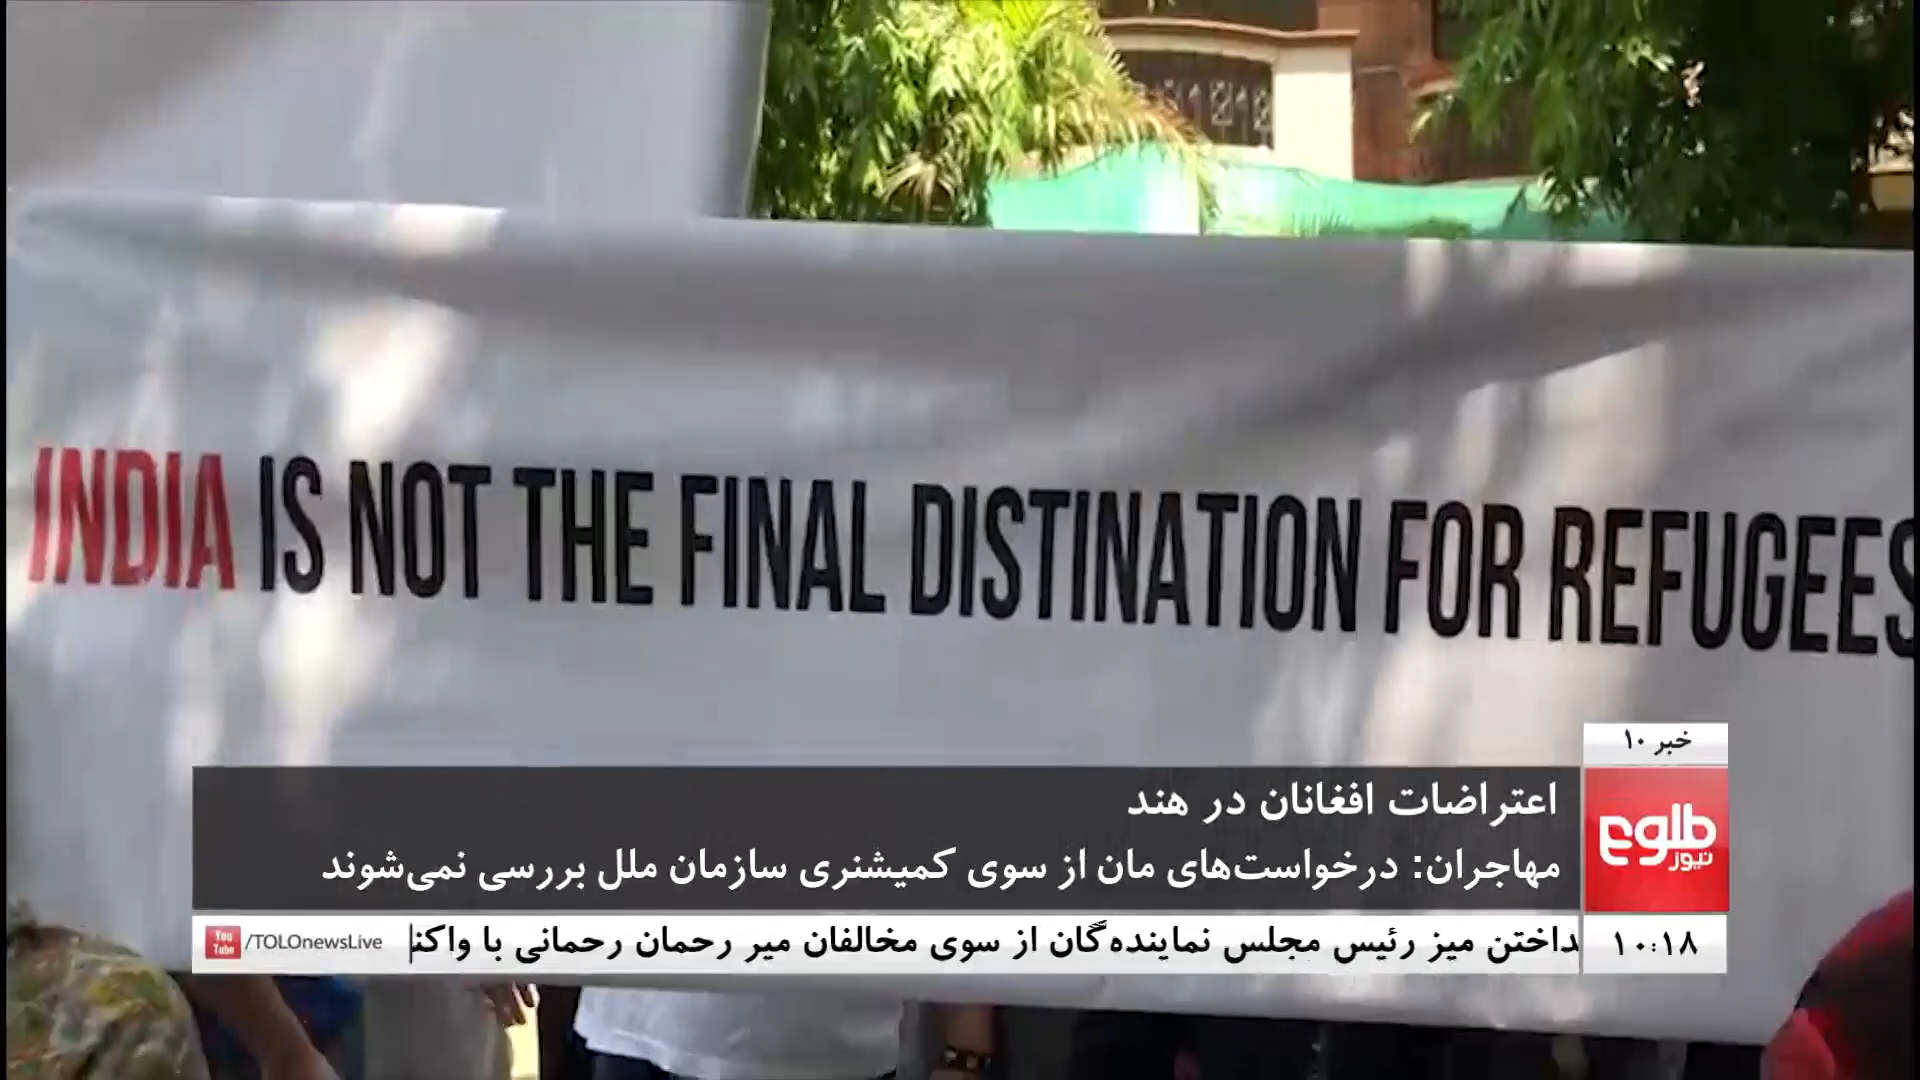 INDIA IS NOT THE FINAL DISTINATION FOR REFUGEES
خبر ۱۰
اعتراضات افغانان در هند
طلوع
نیوز
مهاجران: درخواست‌های مان از سوی کمیشنری سازمان ملل بررسی نمی‌شوند
۱۰:۱۸
رئیس مجلس نماینده‌گان از سوی مخالفان میر رحمان رحمانی با میز
You Tube /TOLOnewsLive